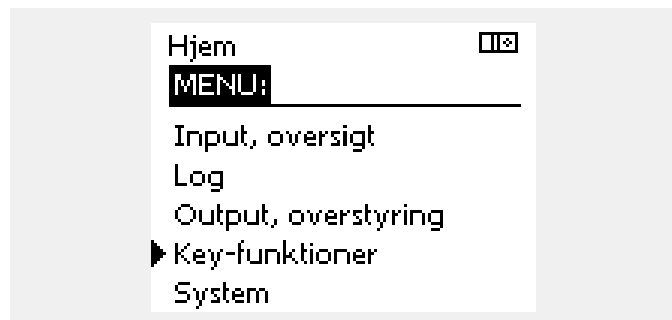 Hjem
MENU:
Input, oversigt
Log
Output, overstyring
Key-funktioner
System